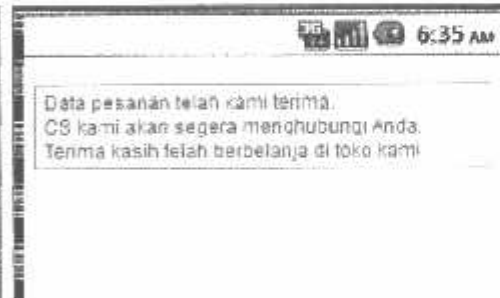 6:35 AM
Data pesanan telah kami terima.
CS kami akan segera menghubungi Anda.
Terima kasih telah berbelanja di toko kami